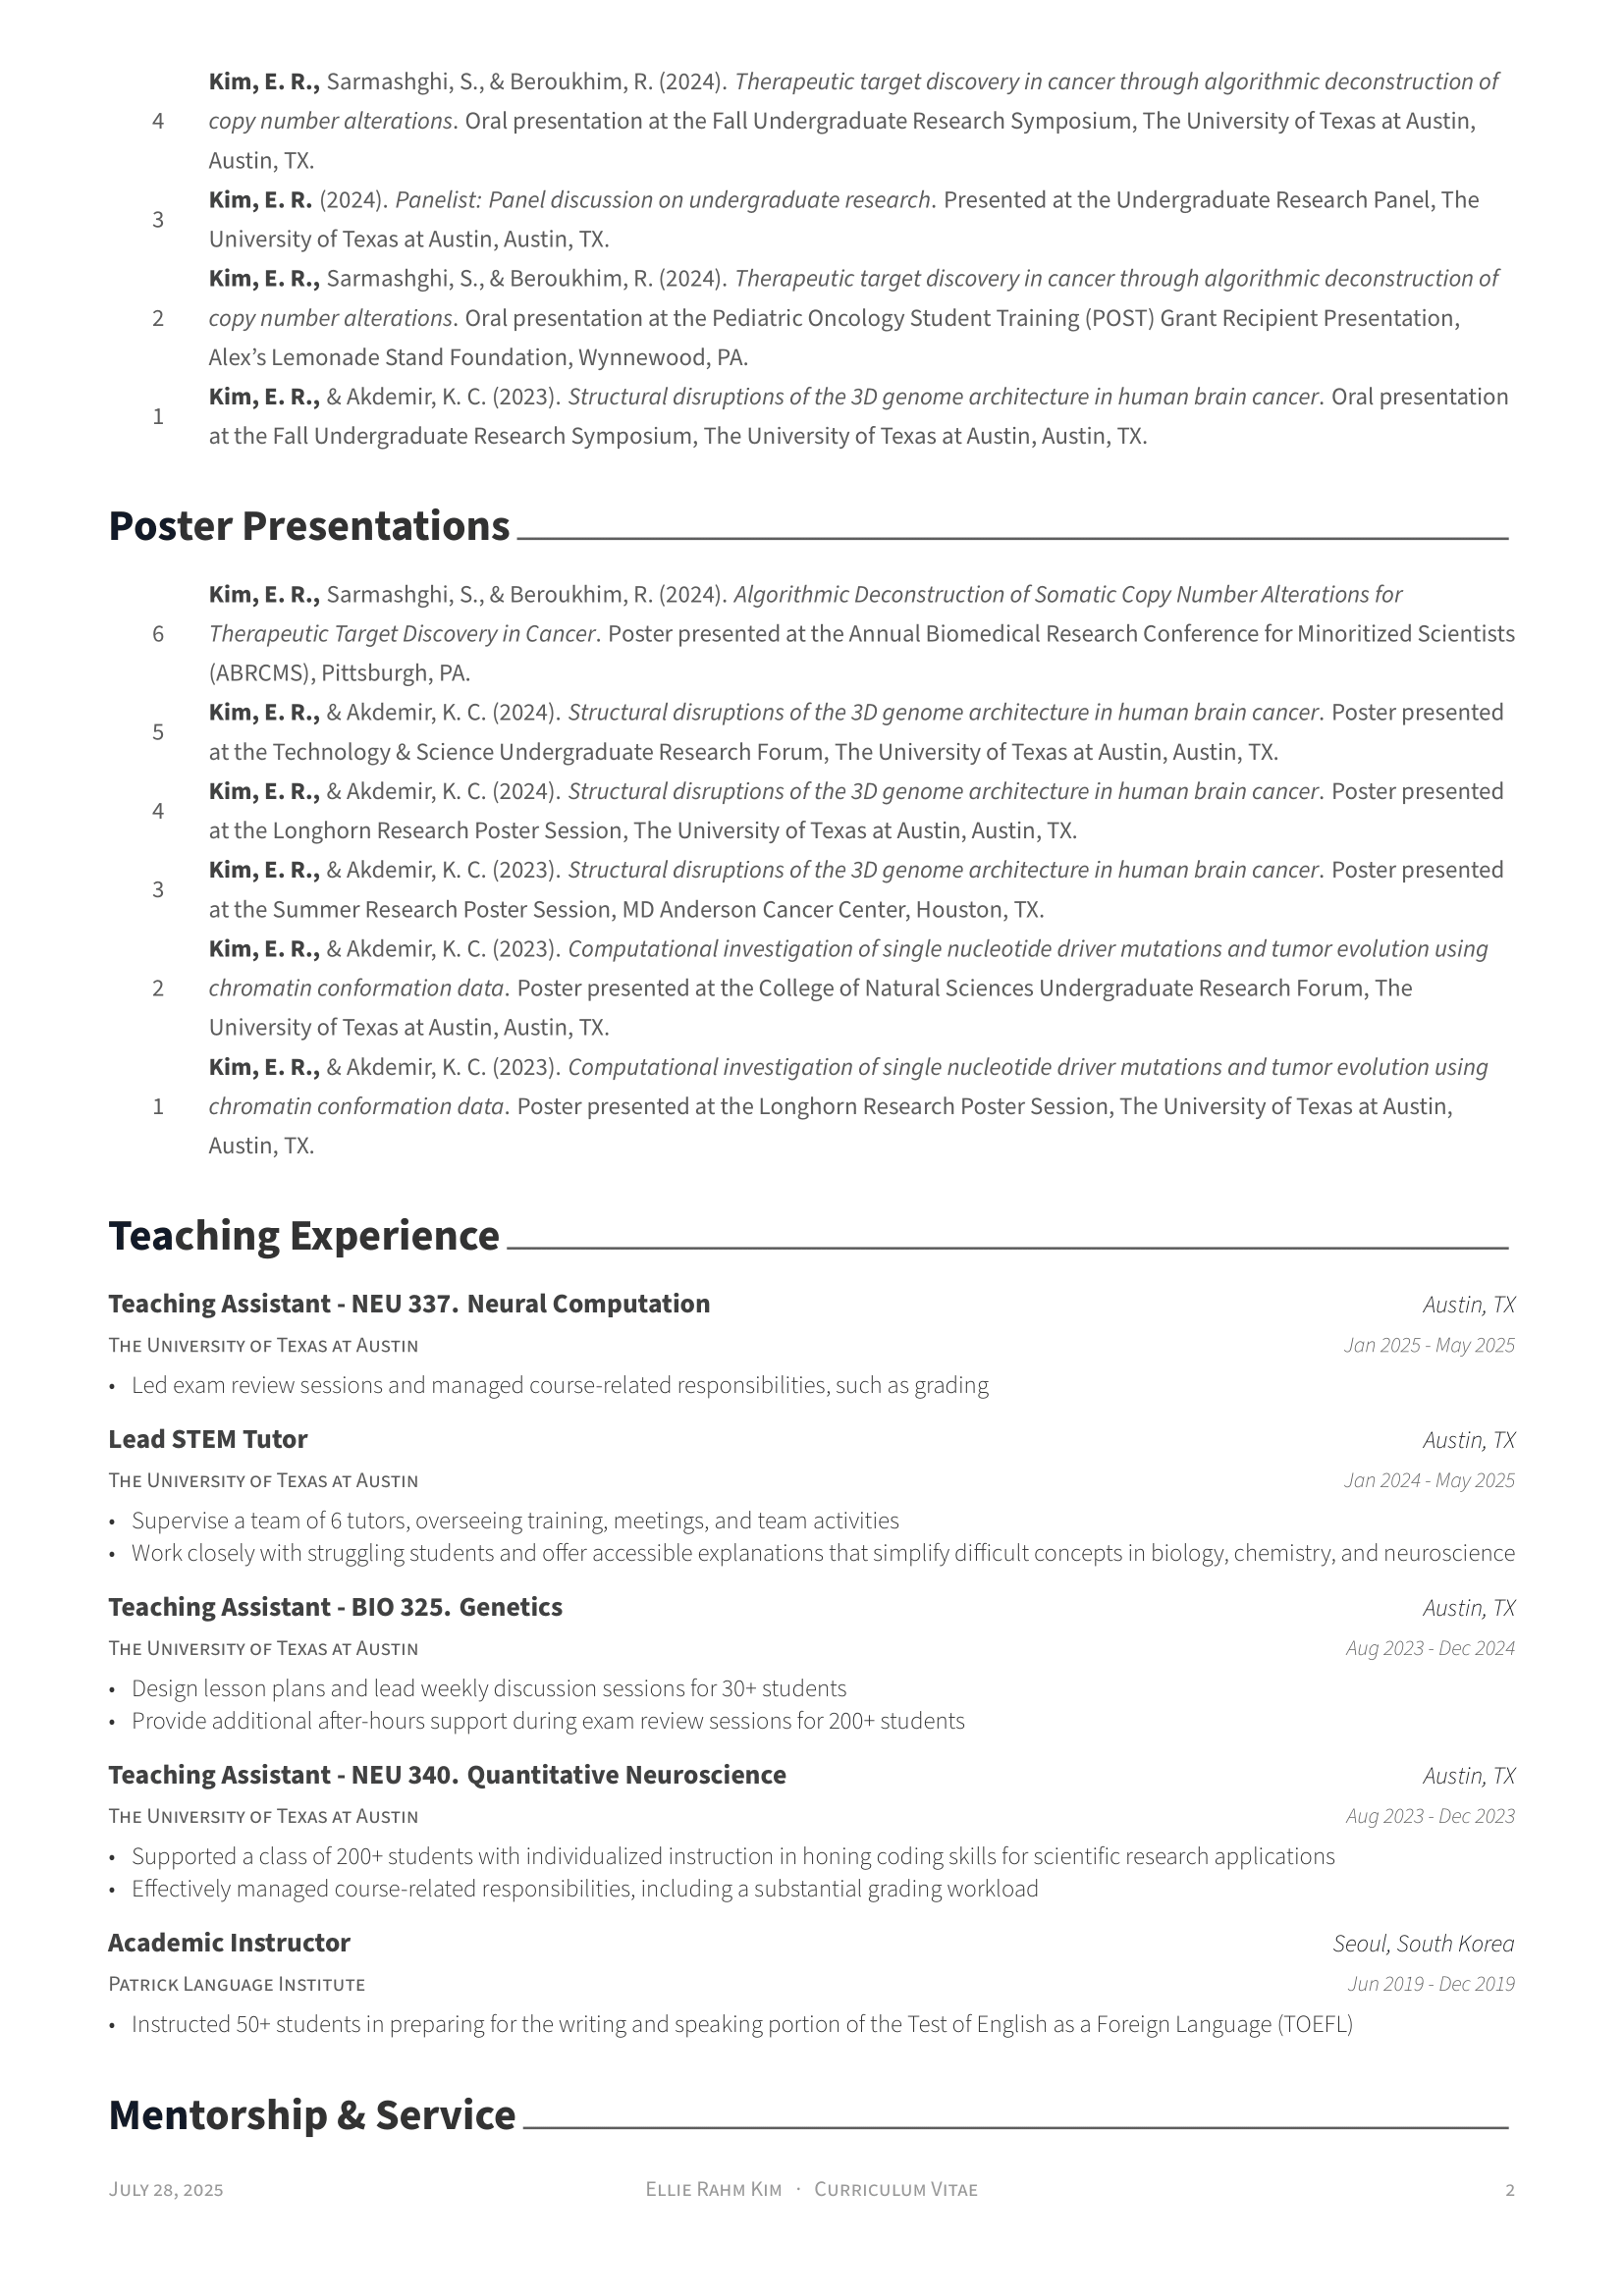 Kim, E. R., Sarmashghi, S., & Beroukhim, R. (2024). Therapeutic target discovery in cancer through algorithmic deconstruction of
4 copy number alterations. Oral presentation at the Fall Undergraduate Research Symposium, The University of Texas at Austin,
Austin, TX.
Kim, E. R. (2024). Panelist: Panel discussion on undergraduate research. Presented at the Undergraduate Research Panel, The
3
University of Texas at Austin, Austin, TX.
Kim, E. R., Sarmashghi, S., & Beroukhim, R. (2024). Therapeutic target discovery in cancer through algorithmic deconstruction of
2 copy number alterations. Oral presentation at the Pediatric Oncology Student Training (POST) Grant Recipient Presentation,
Alex’s Lemonade Stand Foundation, Wynnewood, PA.
Kim, E. R., & Akdemir, K. C. (2023). Structural disruptions of the 3D genome architecture in human brain cancer. Oral presentation
1
at the Fall Undergraduate Research Symposium, The University of Texas at Austin, Austin, TX.
Poster Presentations
Kim, E. R., Sarmashghi, S., & Beroukhim, R. (2024). Algorithmic Deconstruction of Somatic Copy Number Alterations for
6 Therapeutic Target Discovery in Cancer. Poster presented at the Annual Biomedical Research Conference for Minoritized Scientists
(ABRCMS), Pittsburgh, PA.
Kim, E. R., & Akdemir, K. C. (2024). Structural disruptions of the 3D genome architecture in human brain cancer. Poster presented
5
at the Technology & Science Undergraduate Research Forum, The University of Texas at Austin, Austin, TX.
Kim, E. R., & Akdemir, K. C. (2024). Structural disruptions of the 3D genome architecture in human brain cancer. Poster presented
4
at the Longhorn Research Poster Session, The University of Texas at Austin, Austin, TX.
Kim, E. R., & Akdemir, K. C. (2023). Structural disruptions of the 3D genome architecture in human brain cancer. Poster presented
3
at the Summer Research Poster Session, MD Anderson Cancer Center, Houston, TX.
Kim, E. R., & Akdemir, K. C. (2023). Computational investigation of single nucleotide driver mutations and tumor evolution using
2 chromatin conformation data. Poster presented at the College of Natural Sciences Undergraduate Research Forum, The
University of Texas at Austin, Austin, TX.
Kim, E. R., & Akdemir, K. C. (2023). Computational investigation of single nucleotide driver mutations and tumor evolution using
1 chromatin conformation data. Poster presented at the Longhorn Research Poster Session, The University of Texas at Austin,
Austin, TX.
Teaching Experience
Teaching Assistant - NEU 337. Neural Computation Austin, TX
The University of Texas at Austin Jan 2025 - May 2025
• Led exam review sessions and managed course-related responsibilities, such as grading
Lead STEM Tutor Austin, TX
The University of Texas at Austin Jan 2024 - May 2025
• Supervise a team of 6 tutors, overseeing training, meetings, and team activities
• Work closely with struggling students and offer accessible explanations that simplify difficult concepts in biology, chemistry, and neuroscience
Teaching Assistant - BIO 325. Genetics Austin, TX
The University of Texas at Austin Aug 2023 - Dec 2024
• Design lesson plans and lead weekly discussion sessions for 30+ students
• Provide additional after-hours support during exam review sessions for 200+ students
Teaching Assistant - NEU 340. Quantitative Neuroscience Austin, TX
The University of Texas at Austin Aug 2023 - Dec 2023
• Supported a class of 200+ students with individualized instruction in honing coding skills for scientific research applications
• Effectively managed course-related responsibilities, including a substantial grading workload
Academic Instructor Seoul, South Korea
Patrick Language Institute Jun 2019 - Dec 2019
• Instructed 50+ students in preparing for the writing and speaking portion of the Test of English as a Foreign Language (TOEFL)
Mentorship & Service
July 28, 2025 Ellie Rahm Kim · Curriculum Vitae 2